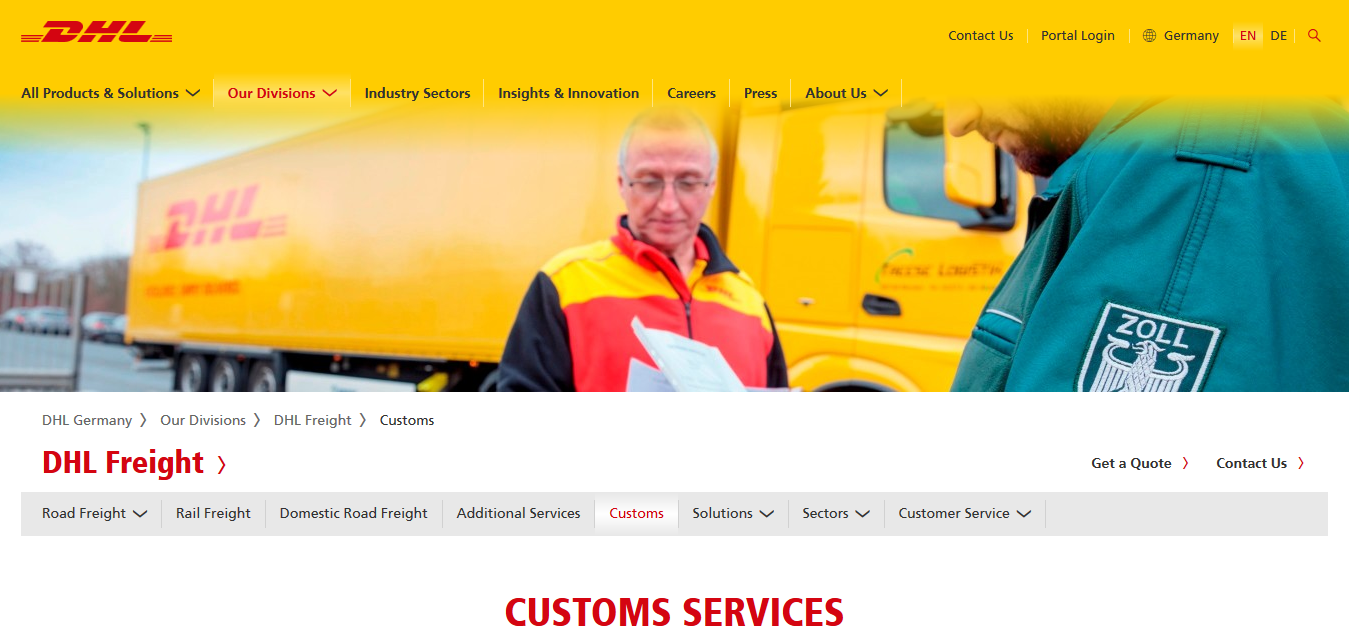 DHL
Contact Us
Portal Login
Germany
EN
DE
All Products & Solutions
Our Divisions
Industry Sectors
Insights & Innovation
Careers
Press
About Us
DHL
DHL
ZOLL
DHL Germany
Our Divisions
DHL Freight
Customs
DHL Freight
Get a Quote
Contact Us
Road Freight
Rail Freight
Domestic Road Freight
Additional Services
Customs
Solutions
Sectors
Customer Service
CUSTOMS SERVICES